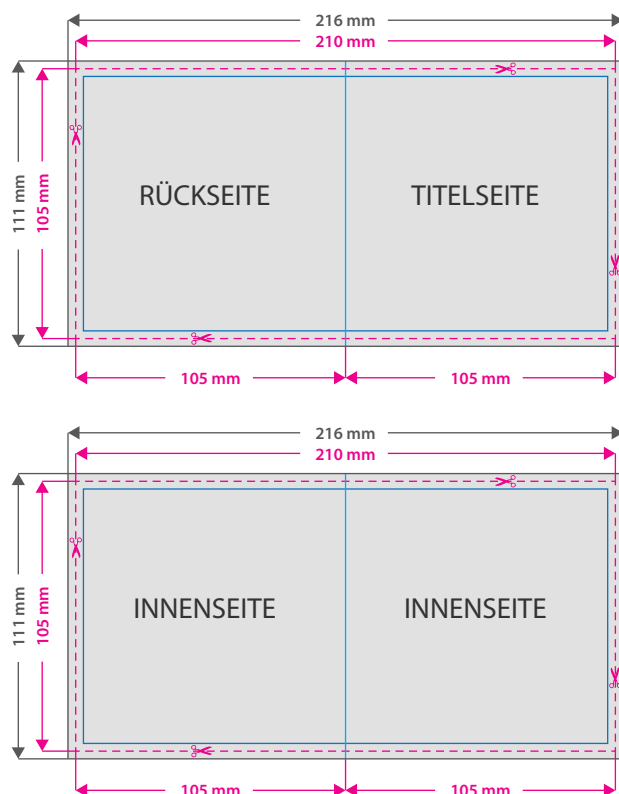 216 mm
210 mm
111 mm
105 mm
RÜCKSEITE
TITELSEITE
105 mm
105 mm
216 mm
210 mm
111 mm
105 mm
INNENSEITE
INNENSEITE
105 mm
105 mm